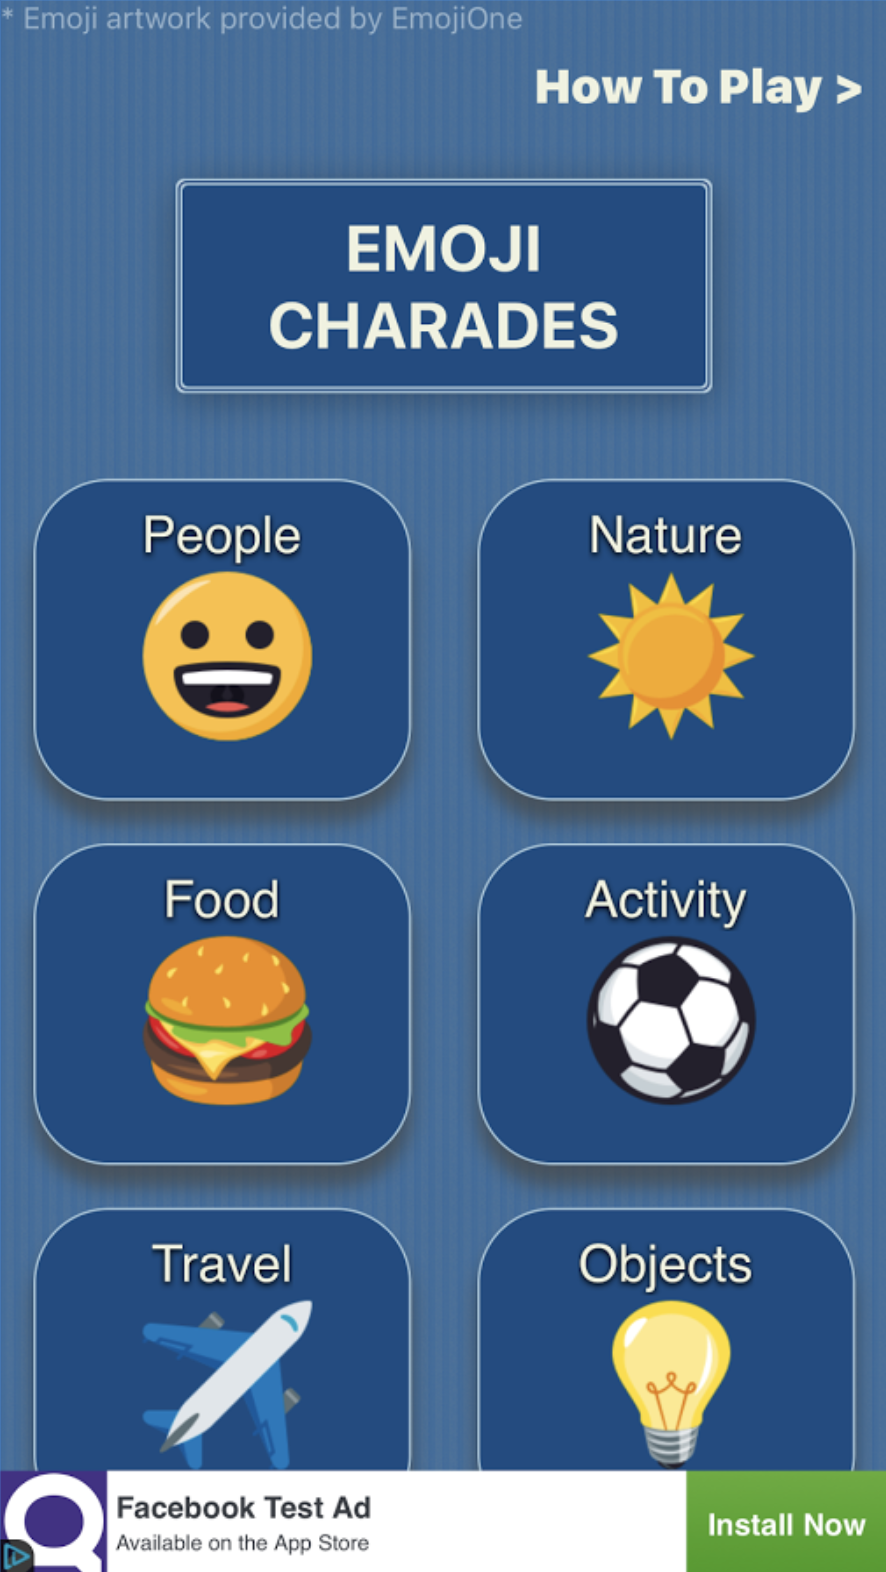 * Emoji artwork provided by EmojiOne
How To Play >
EMOJI
CHARADES
People
Nature
Food
Activity
Travel
Objects
Facebook Test Ad
Available on the App Store
Install Now